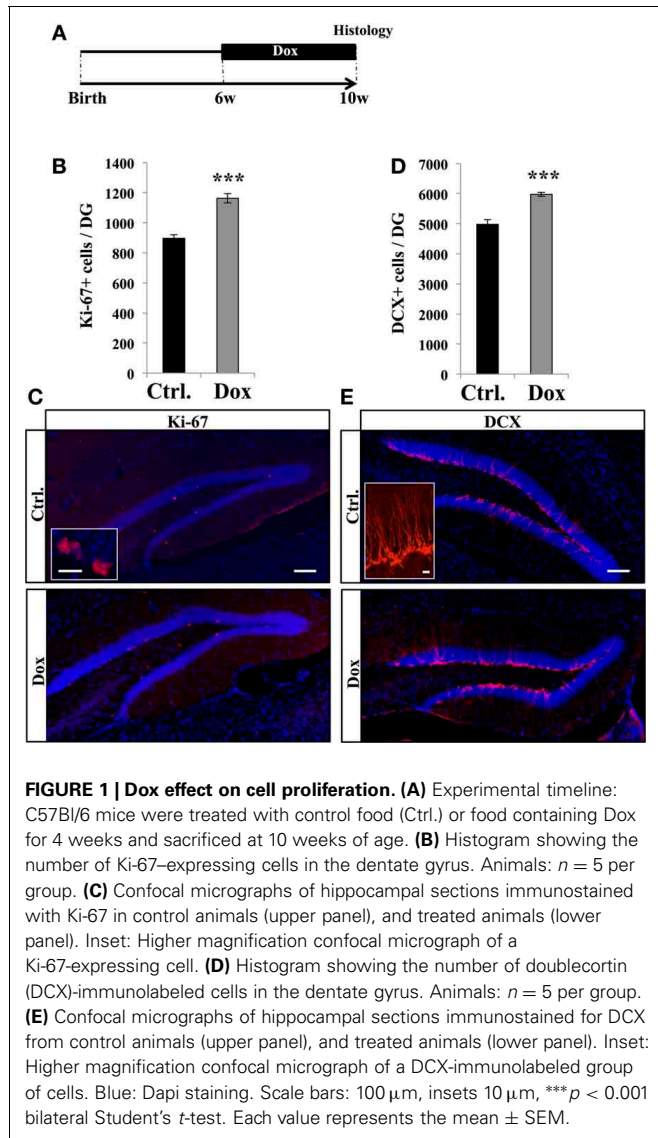 A
Histology
Dox
Birth
6w
10w
B
1400
1200
1000
800
600
400
200
0
Ki-67+ cells / DG
***
Ctrl.
Dox
D
7000
6000
5000
4000
3000
2000
1000
0
DCX+ cells / DG
***
Ctrl.
Dox
C
Ki-67
Ctrl.
Dox
E
DCX
Ctrl.
Dox
FIGURE 1 | Dox effect on cell proliferation. (A) Experimental timeline:
C57Bl/6 mice were treated with control food (Ctrl.) or food containing Dox
for 4 weeks and sacrificed at 10 weeks of age. (B) Histogram showing the
number of Ki-67–expressing cells in the dentate gyrus. Animals: n = 5 per
group. (C) Confocal micrographs of hippocampal sections immunostained
with Ki-67 in control animals (upper panel), and treated animals (lower
panel). Inset: Higher magnification confocal micrograph of a
Ki-67-expressing cell. (D) Histogram showing the number of doublecortin
(DCX)-immunolabeled cells in the dentate gyrus. Animals: n = 5 per group.
(E) Confocal micrographs of hippocampal sections immunostained for DCX
from control animals (upper panel), and treated animals (lower panel). Inset:
Higher magnification confocal micrograph of a DCX-immunolabeled group
of cells. Blue: Dapi staining. Scale bars: 100 μm, insets 10 μm, ***p < 0.001
bilateral Student's t-test. Each value represents the mean ± SEM.